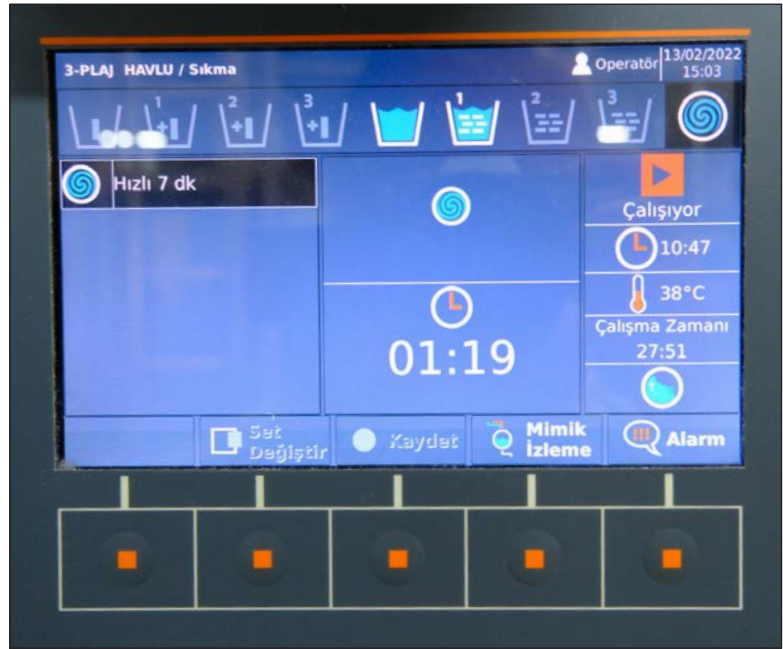 3-PLAJ HAVLU / Sıkma
Operatör
13/02/2022
15:03
1
2
3
1
2
3
Hızlı 7 dk
01:19
Çalışıyor
10:47
38°C
Çalışma Zamanı
27:51
Set
Değiştir
Kaydet
Mimik
İzleme
!!!
Alarm